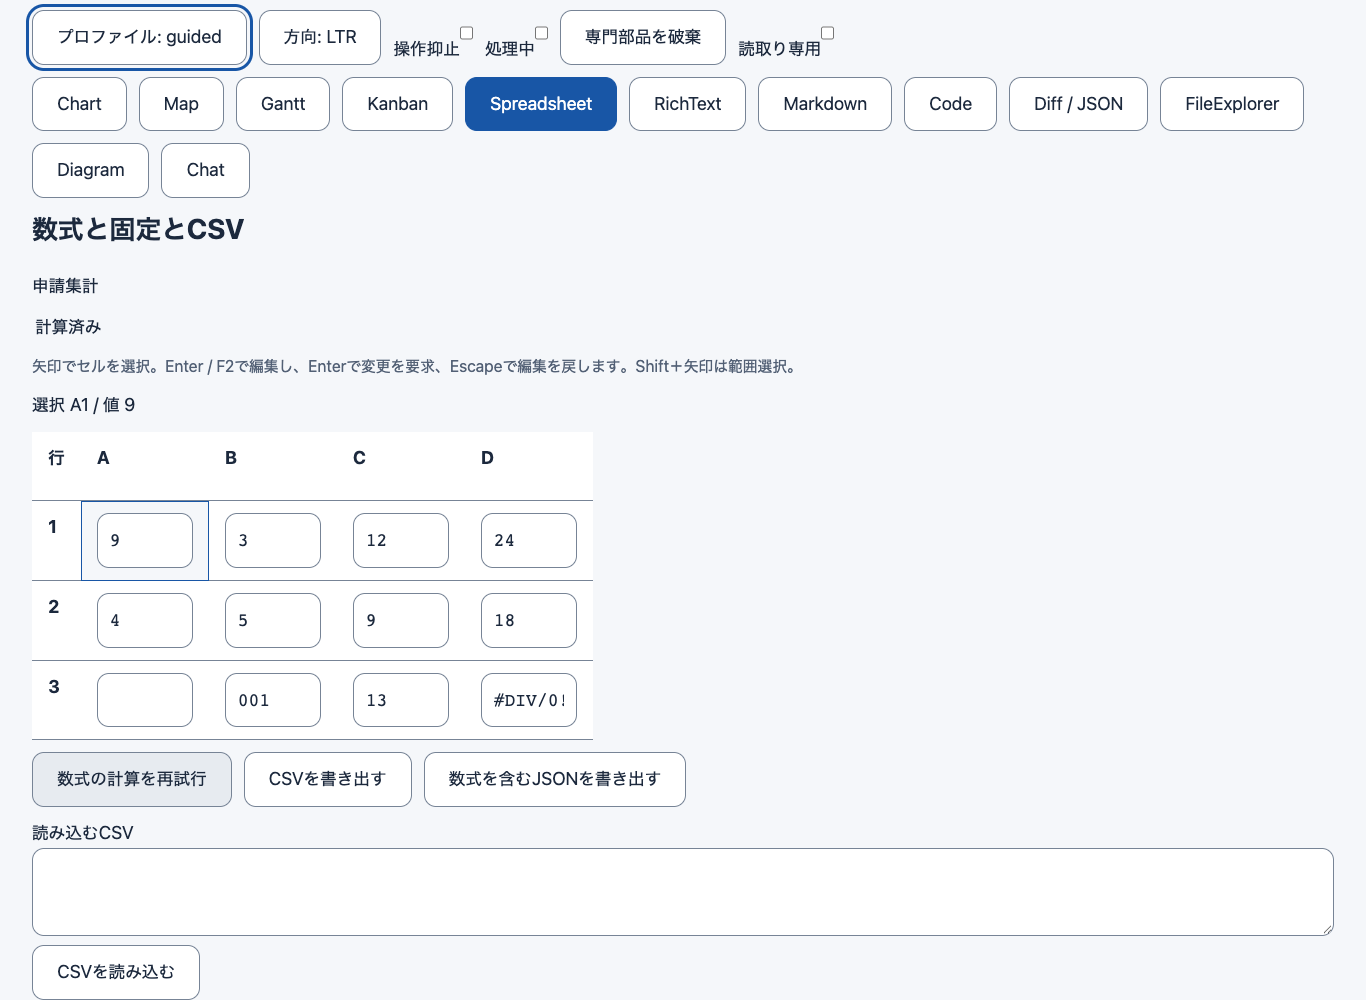 プロファイル: guided 方向: LTR 操作抑止 処理中 専門部品を破棄 読取り専用
Chart Map Gantt Kanban Spreadsheet RichText Markdown Code Diff / JSON FileExplorer
Diagram Chat
数式と固定とCSV
申請集計
計算済み
矢印でセルを選択。Enter / F2で編集し、Enterで変更を要求、Escapeで編集を戻します。Shift+矢印は範囲選択。
選択 A1 / 値 9
行 A B C D
1 9 3 12 24
2 4 5 9 18
3 001 13 #DIV/0!
数式の計算を再試行 CSVを書き出す 数式を含むJSONを書き出す
読み込むCSV
CSVを読み込む